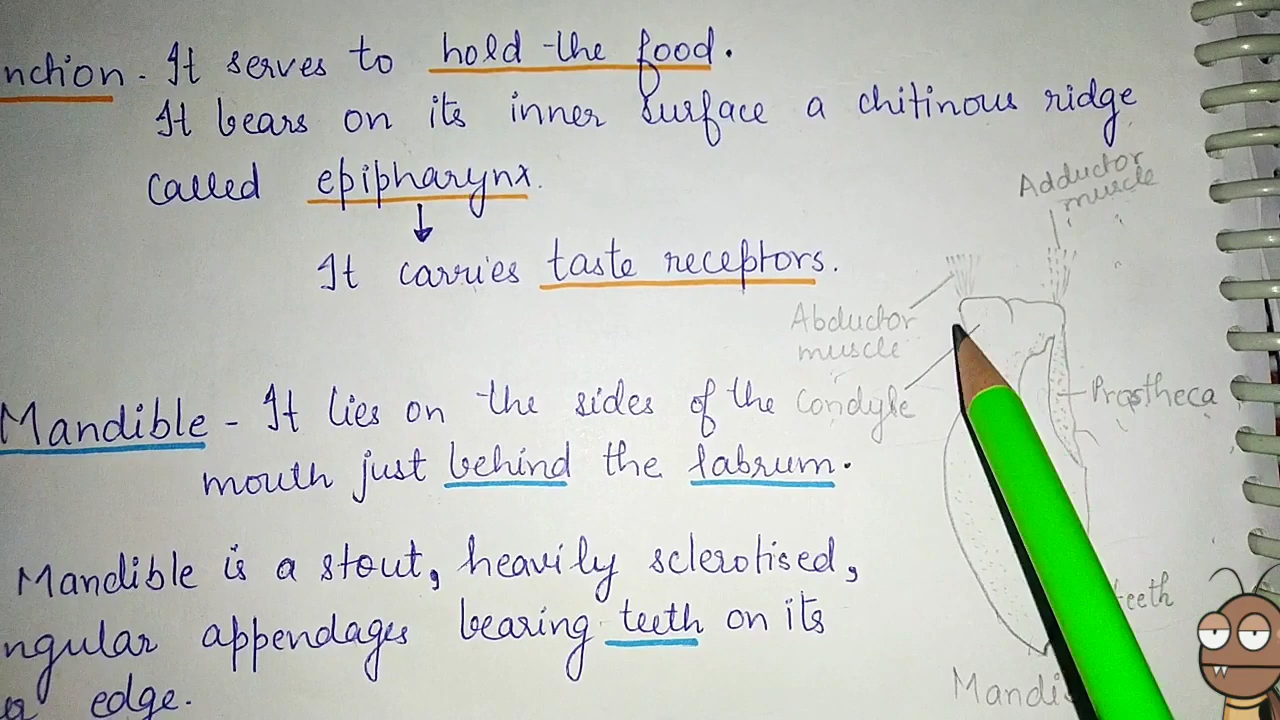 nction - It serves to hold the food.
It bears on its inner surface a chitinous ridge
called epipharynx.
It carries taste receptors.
Adductor
muscle
Abductor
muscle
Condyle
Prostheca
Mandible - It lies on the sides of the
mouth just behind the labrum.
Mandible is a stout, heavily sclerotised,
ngular appendages bearing teeth on its
edge.
teeth
Mandi